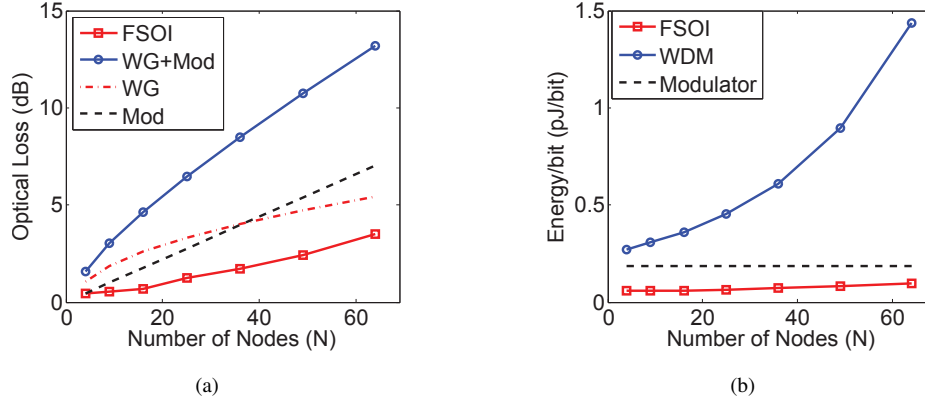 15
10
5
0
0
20
40
60
Optical Loss (dB)
Number of Nodes (N)
FSOI
WG+Mod
WG
Mod
(a)
1.5
1
0.5
0
0
20
40
60
Energy/bit (pJ/bit)
Number of Nodes (N)
FSOI
WDM
Modulator
(b)